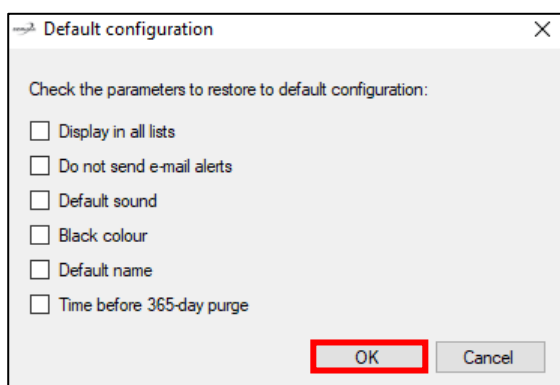 Default configuration
Check the parameters to restore to default configuration:
Display in all lists
Do not send e-mail alerts
Default sound
Black colour
Default name
Time before 365-day purge
OK Cancel